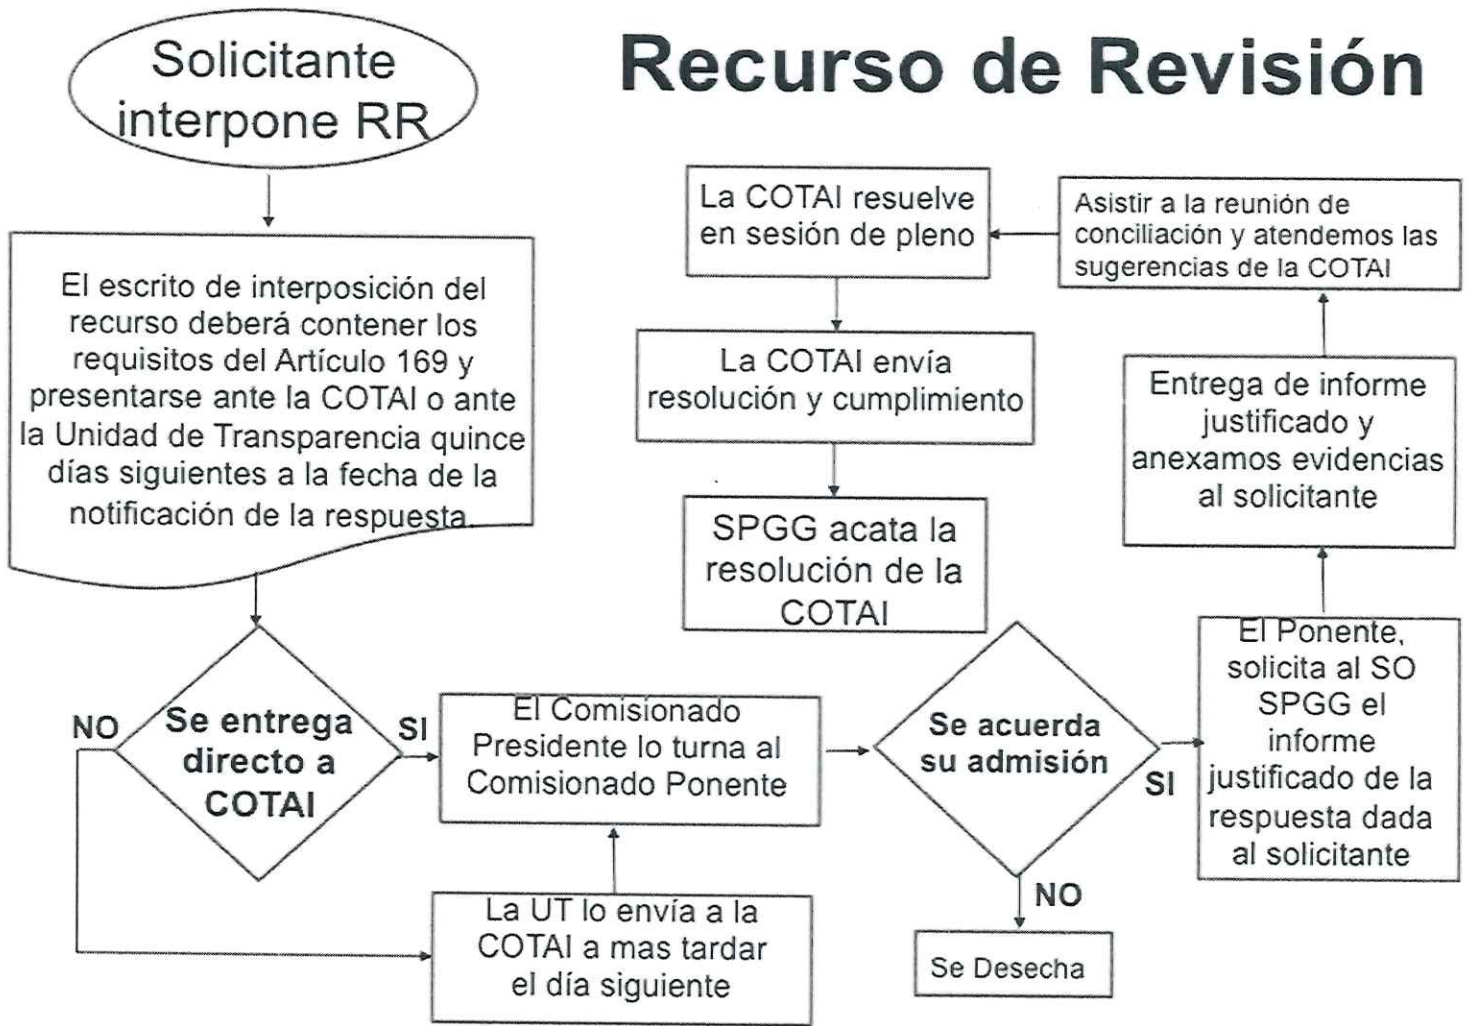 Recurso de Revisión
Solicitante
interpone RR
El escrito de interposición del
recurso deberá contener los
requisitos del Artículo 169 y
presentarse ante la COTAI o ante
la Unidad de Transparencia quince
días siguientes a la fecha de la
notificación de la respuesta.
Se entrega
directo a
COTAI
NO
SI
La UT lo envía a la
COTAI a mas tardar
el día siguiente
El Comisionado
Presidente lo turna al
Comisionado Ponente
Se acuerda
su admisión
NO
Se Desecha
SI
El Ponente,
solicita al SO
SPGG el
informe
justificado de la
respuesta dada
al solicitante
Entrega de informe
justificado y
anexamos evidencias
al solicitante
Asistir a la reunión de
conciliación y atendemos las
sugerencias de la COTAI
La COTAI resuelve
en sesión de pleno
La COTAI envía
resolución y cumplimiento
SPGG acata la
resolución de la
COTAI